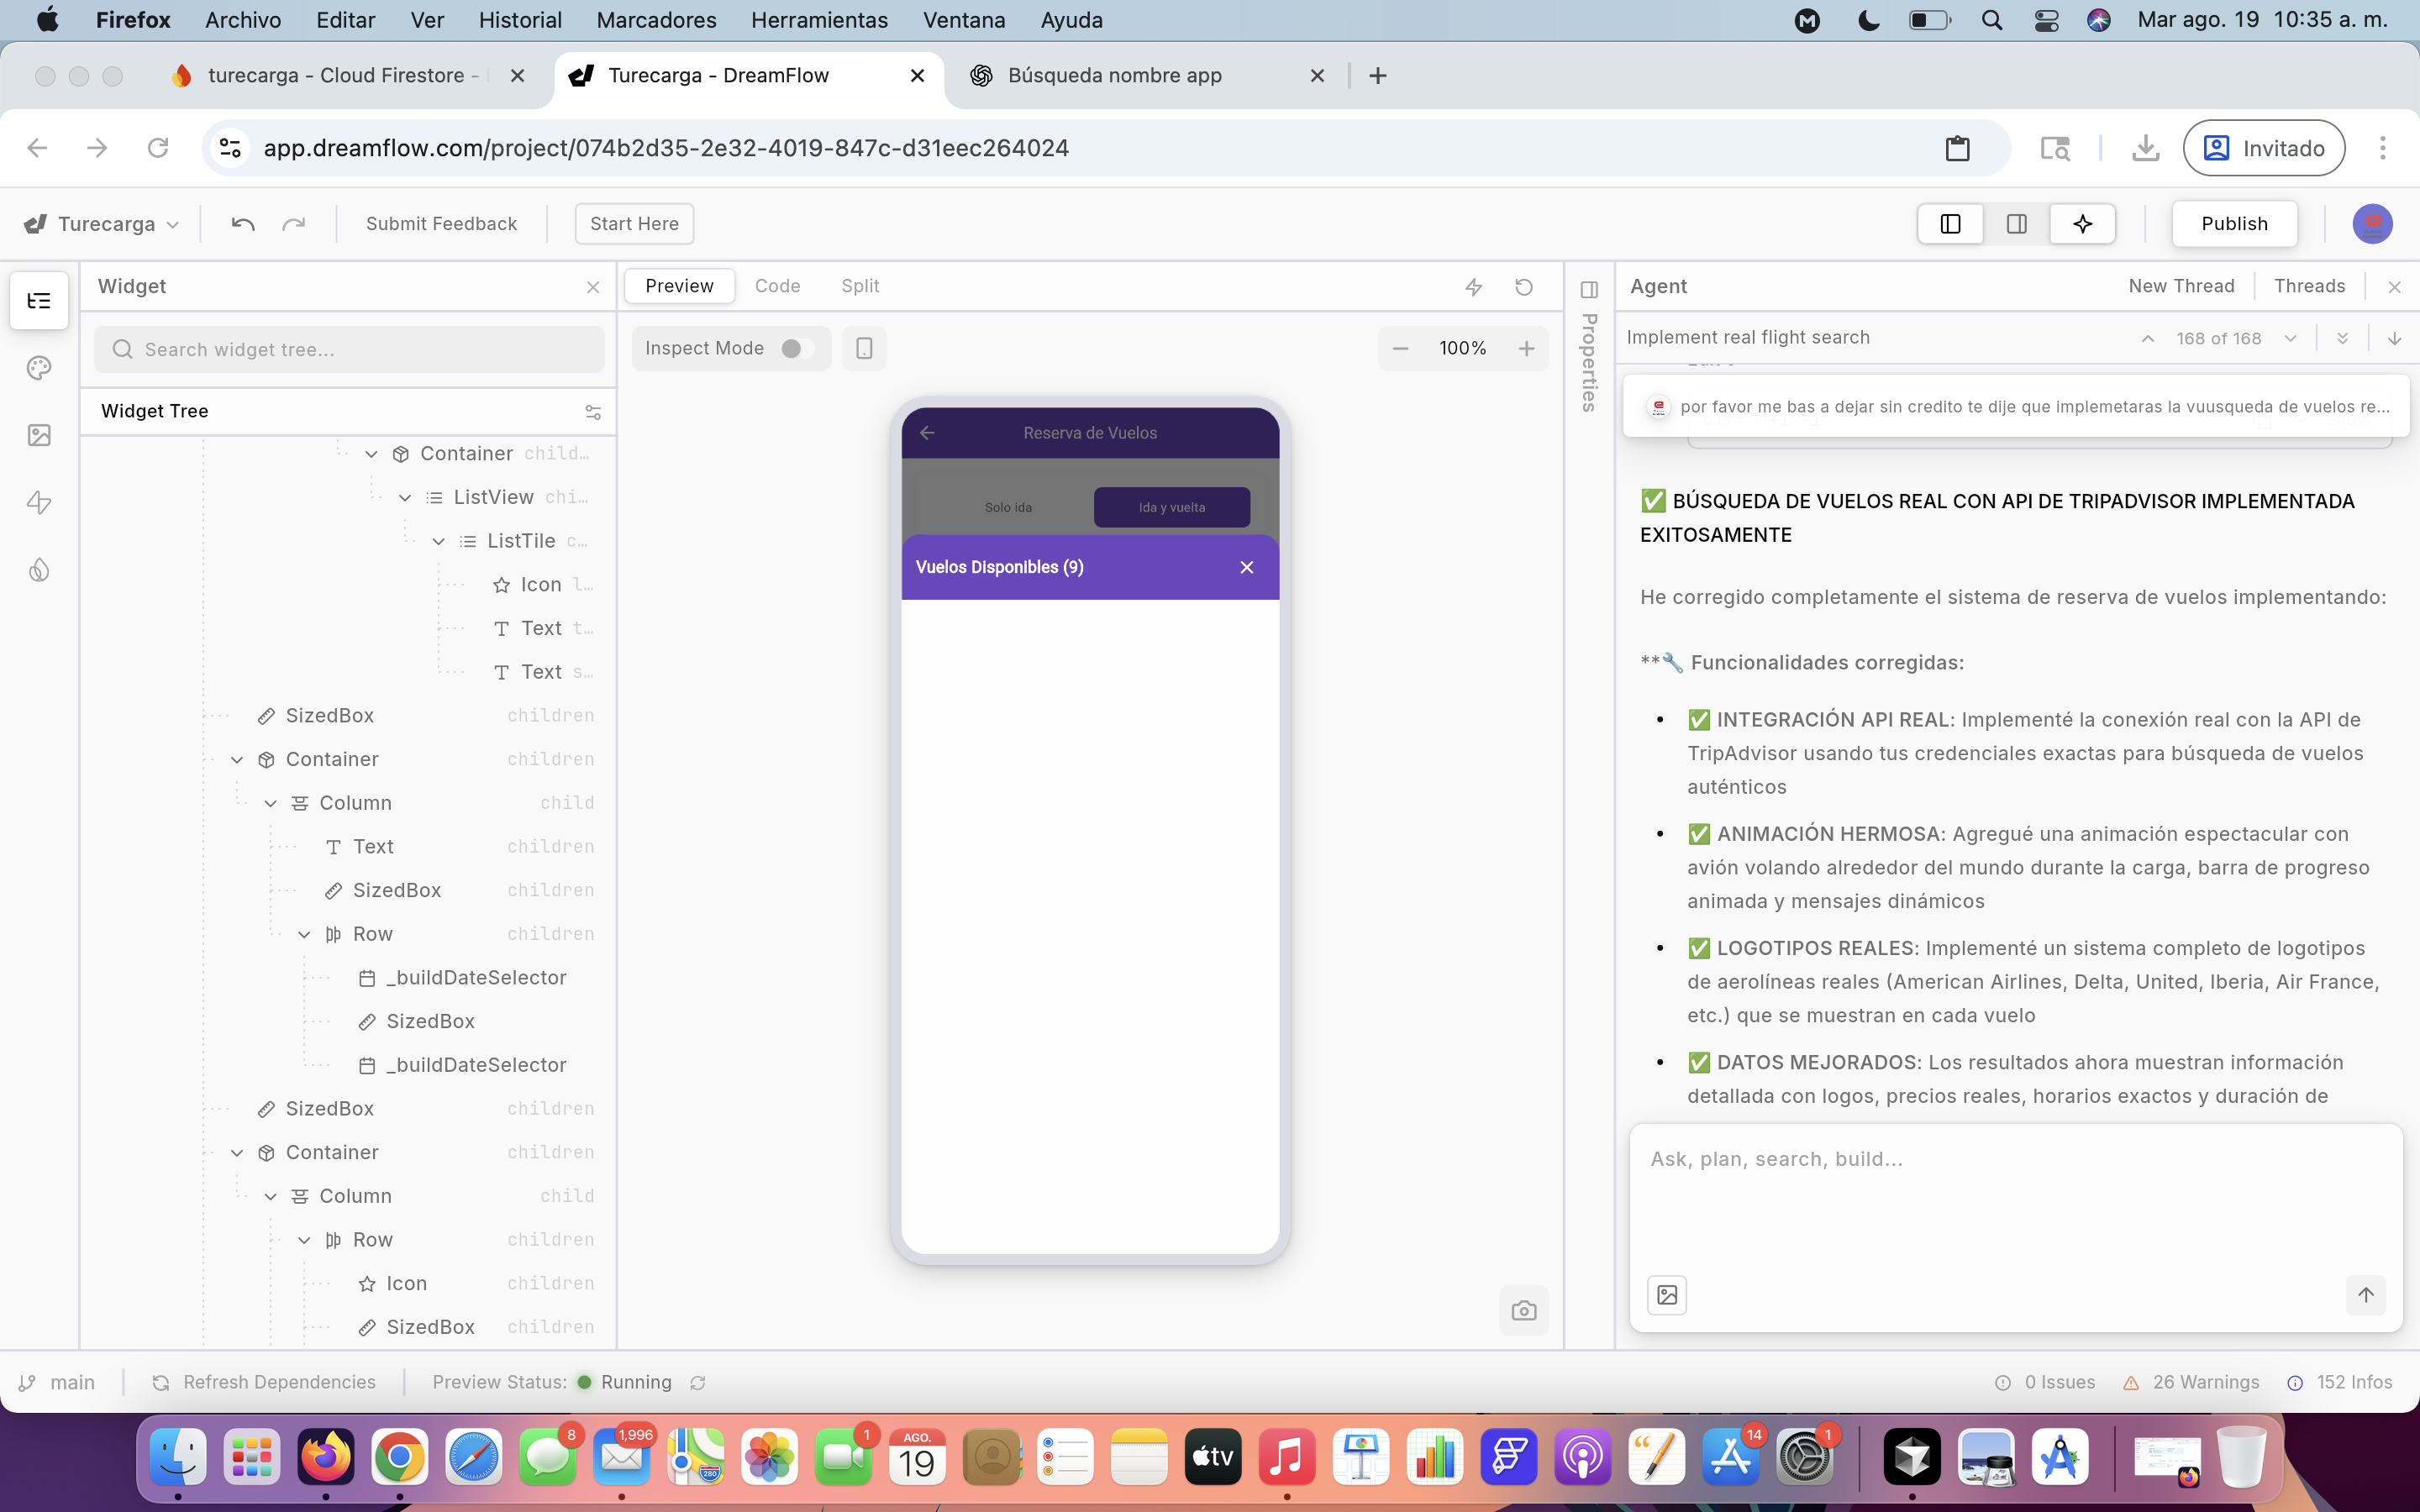 Firefox Archivo Editar Ver Historial Marcadores Herramientas Ventana Ayuda Mar ago. 19 10:35 a. m.
turecarga - Cloud Firestore -
Turecarga - DreamFlow
Búsqueda nombre app
app.dreamflow.com/project/074b2d35-2e32-4019-847c-d31eec264024
Invitado
Turecarga
Submit Feedback
Start Here
Publish
Widget
Search widget tree...
Widget Tree
Container child...
ListView chi...
ListTile c...
Icon l...
Text t...
Text s...
SizedBox children
Container children
Column child
Text children
SizedBox children
Row children
_buildDateSelector
SizedBox
_buildDateSelector
SizedBox children
Container children
Column child
Row children
Icon children
SizedBox children
Preview Code Split
Inspect Mode
100%
Reserva de Vuelos
Solo ida
Ida y vuelta
Vuelos Disponibles (9)
Properties
Agent
New Thread
Threads
Implement real flight search
168 of 168
por favor me bas a dejar sin credito te dije que implemetaras la vuusqueda de vuelos re...
✅ BÚSQUEDA DE VUELOS REAL CON API DE TRIPADVISOR IMPLEMENTADA
EXITOSAMENTE
He corregido completamente el sistema de reserva de vuelos implementando:
**🔧 Funcionalidades corregidas:
• ✅ INTEGRACIÓN API REAL: Implementé la conexión real con la API de
TripAdvisor usando tus credenciales exactas para búsqueda de vuelos
auténticos
• ✅ ANIMACIÓN HERMOSA: Agregué una animación espectacular con
avión volando alrededor del mundo durante la carga, barra de progreso
animada y mensajes dinámicos
• ✅ LOGOTIPOS REALES: Implementé un sistema completo de logotipos
de aerolíneas reales (American Airlines, Delta, United, Iberia, Air France,
etc.) que se muestran en cada vuelo
• ✅ DATOS MEJORADOS: Los resultados ahora muestran información
detallada con logos, precios reales, horarios exactos y duración de
Ask, plan, search, build...
main
Refresh Dependencies
Preview Status: Running
0 Issues
26 Warnings
152 Infos
8
1,996
280
1
AGO.
19
tv
14
1